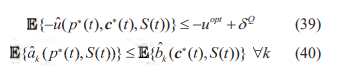 𝔼{−û(p*(t),c*(t),S(t))} ≤ −u^{opt} + δ^Q (39)
𝔼{â_k(p*(t),S(t))} ≤ 𝔼{b̂_k(c*(t),S(t))} ∀k (40)